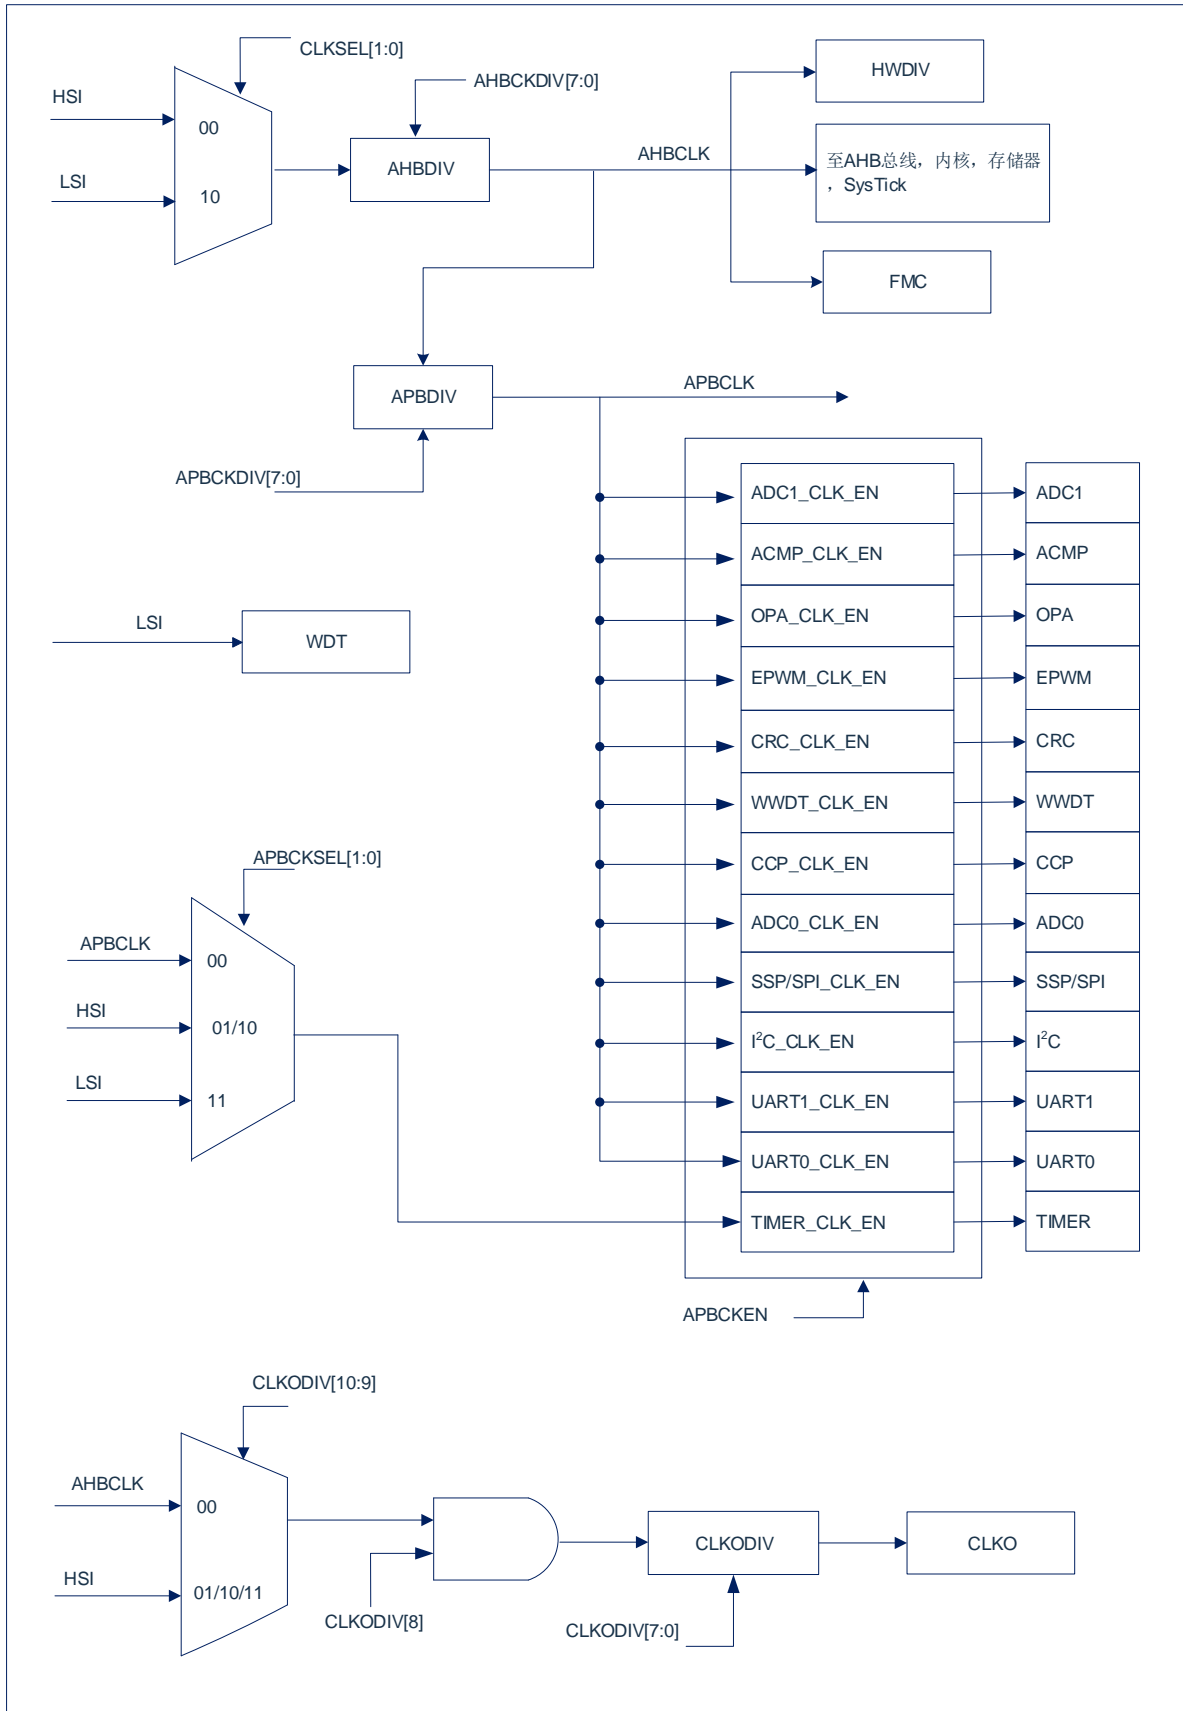 CLKSEL[1:0]
HSI
00
LSI
10
AHBCKDIV[7:0]
AHBDIV
AHBCLK
HWDIV
至AHB总线，内核，存储器
，SysTick
FMC
APBDIV
APBCLK
APBCKDIV[7:0]
ADC1_CLK_EN
ADC1
ACMP_CLK_EN
ACMP
OPA_CLK_EN
OPA
EPWM_CLK_EN
EPWM
CRC_CLK_EN
CRC
WWDT_CLK_EN
WWDT
CCP_CLK_EN
CCP
ADC0_CLK_EN
ADC0
SSP/SPI_CLK_EN
SSP/SPI
I²C_CLK_EN
I²C
UART1_CLK_EN
UART1
UART0_CLK_EN
UART0
TIMER_CLK_EN
TIMER
APBCKEN
LSI
WDT
APBCKSEL[1:0]
APBCLK
00
HSI
01/10
LSI
11
CLKODIV[10:9]
AHBCLK
00
HSI
01/10/11
CLKODIV[8]
CLKODIV
CLKODIV[7:0]
CLKO